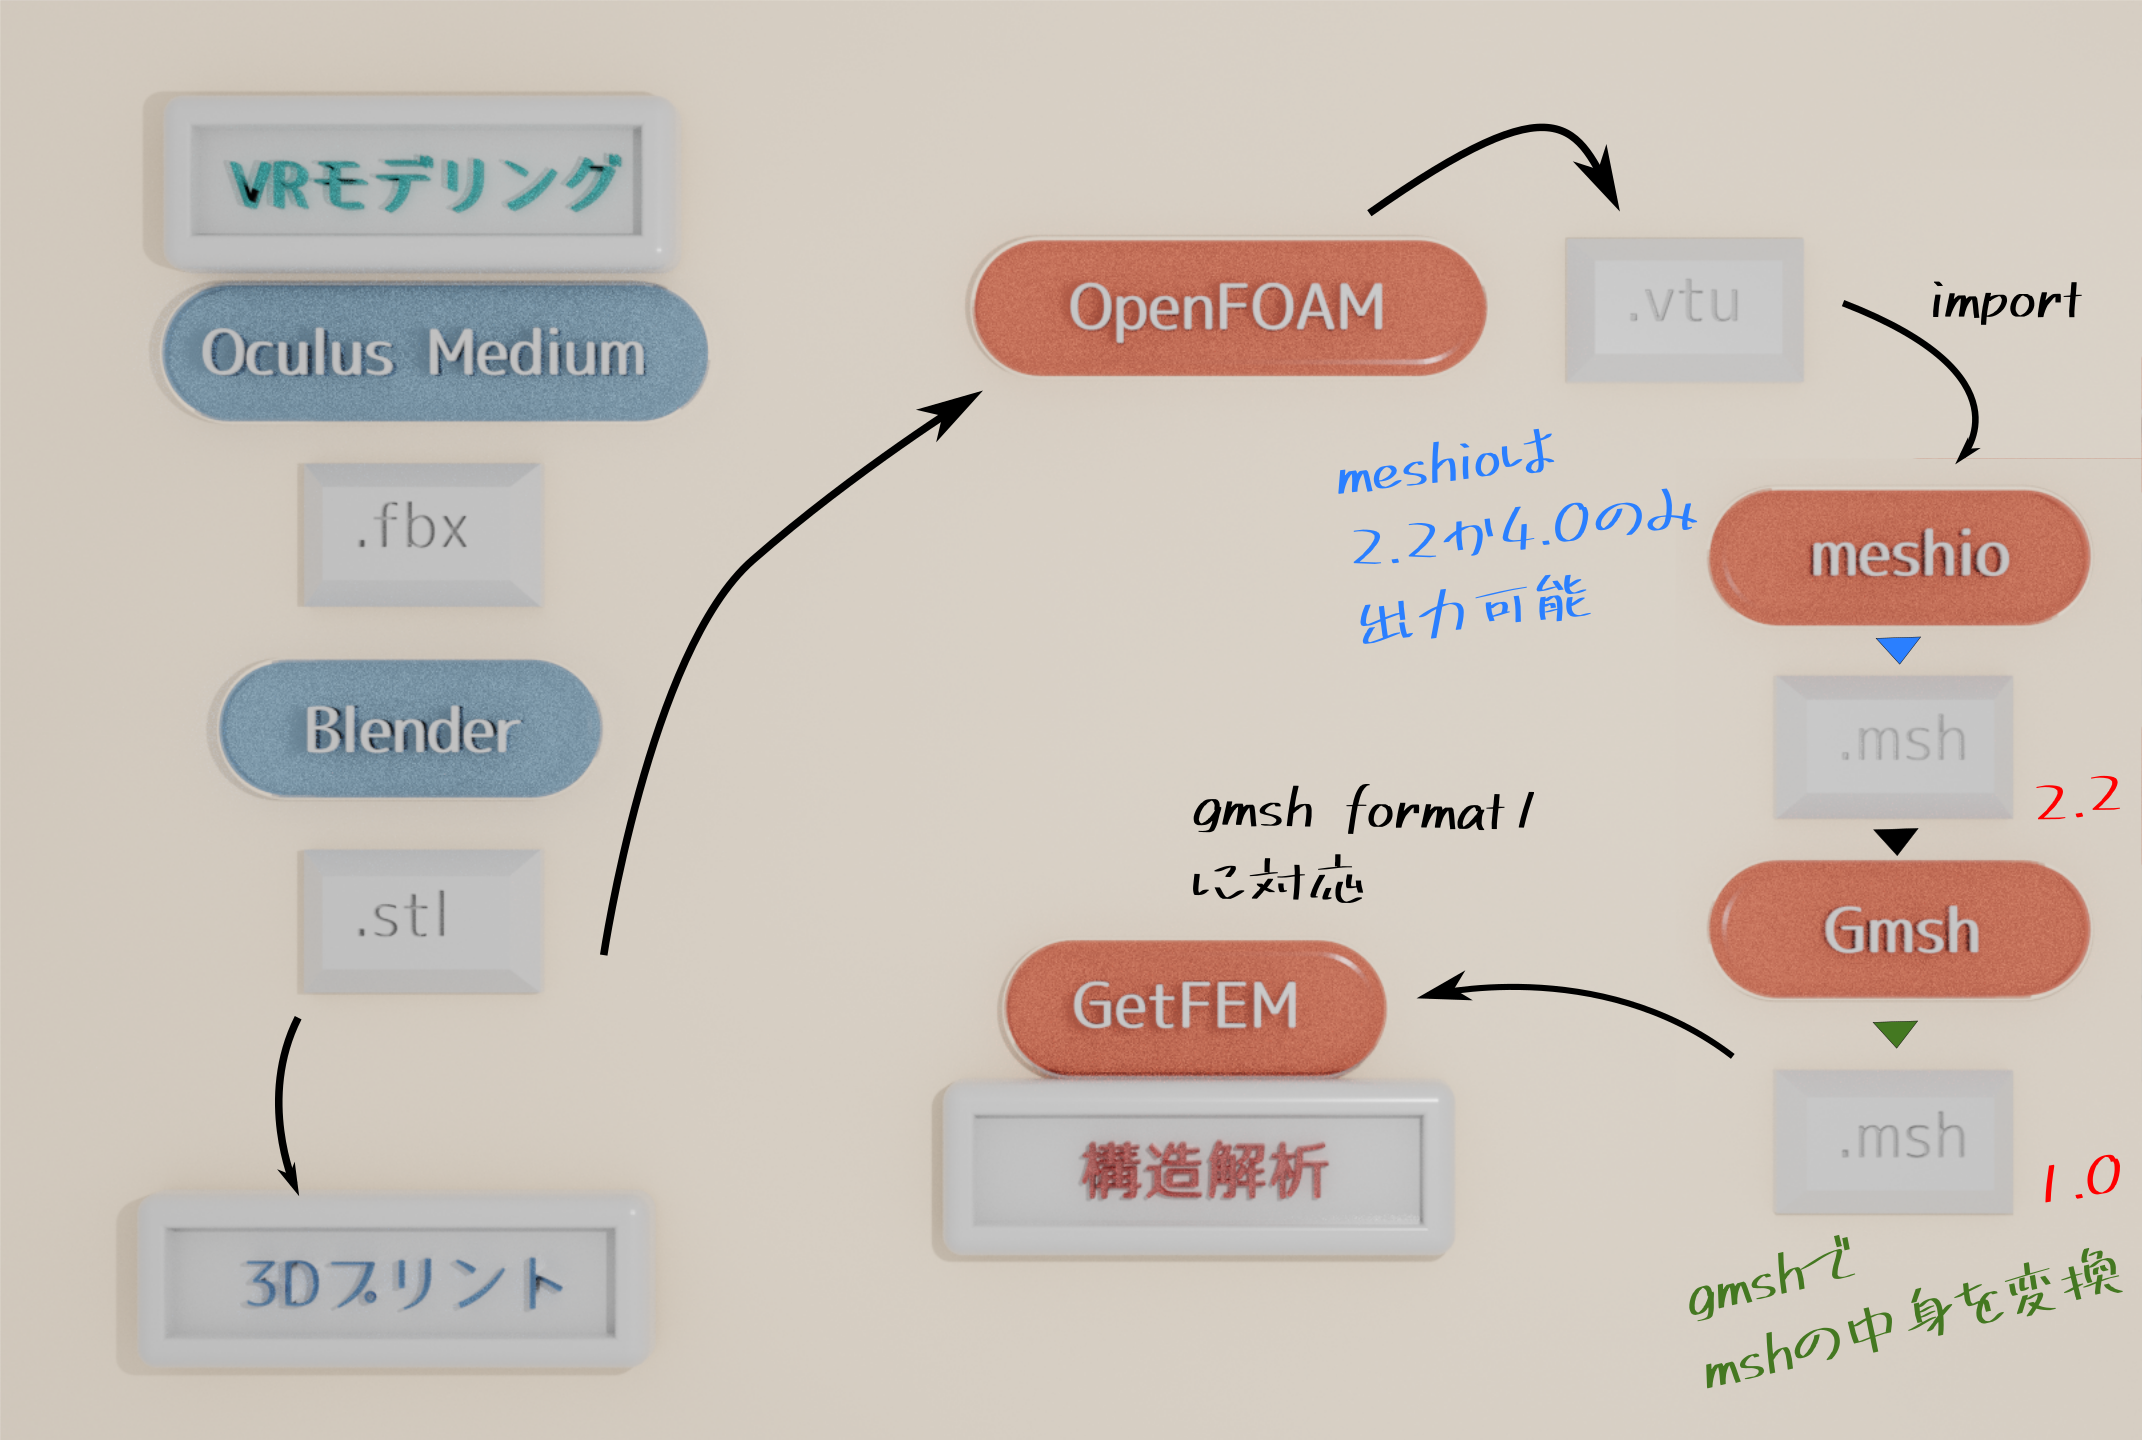 VRモデリング
Oculus Medium
.fbx
Blender
.stl
3Dプリント
OpenFOAM
.vtu
import
meshioは
2.2か4.0のみ
出力可能
meshio
.msh
2.2
Gmsh
.msh
1.0
gmshで
mshの中身を変換
gmsh format1
に対応
GetFEM
構造解析